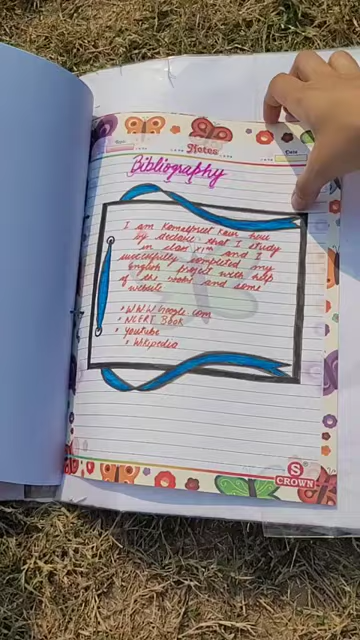 Notes
Date
Bibliography
I am Kamalpreet Kaur here
by declare that I study
in class XIth and I
successfully completed my
English project with help
of the books and some
website
• WWW.Google.com
• NCERT Book
• Youtube
• Wikipedia
S
CROWN